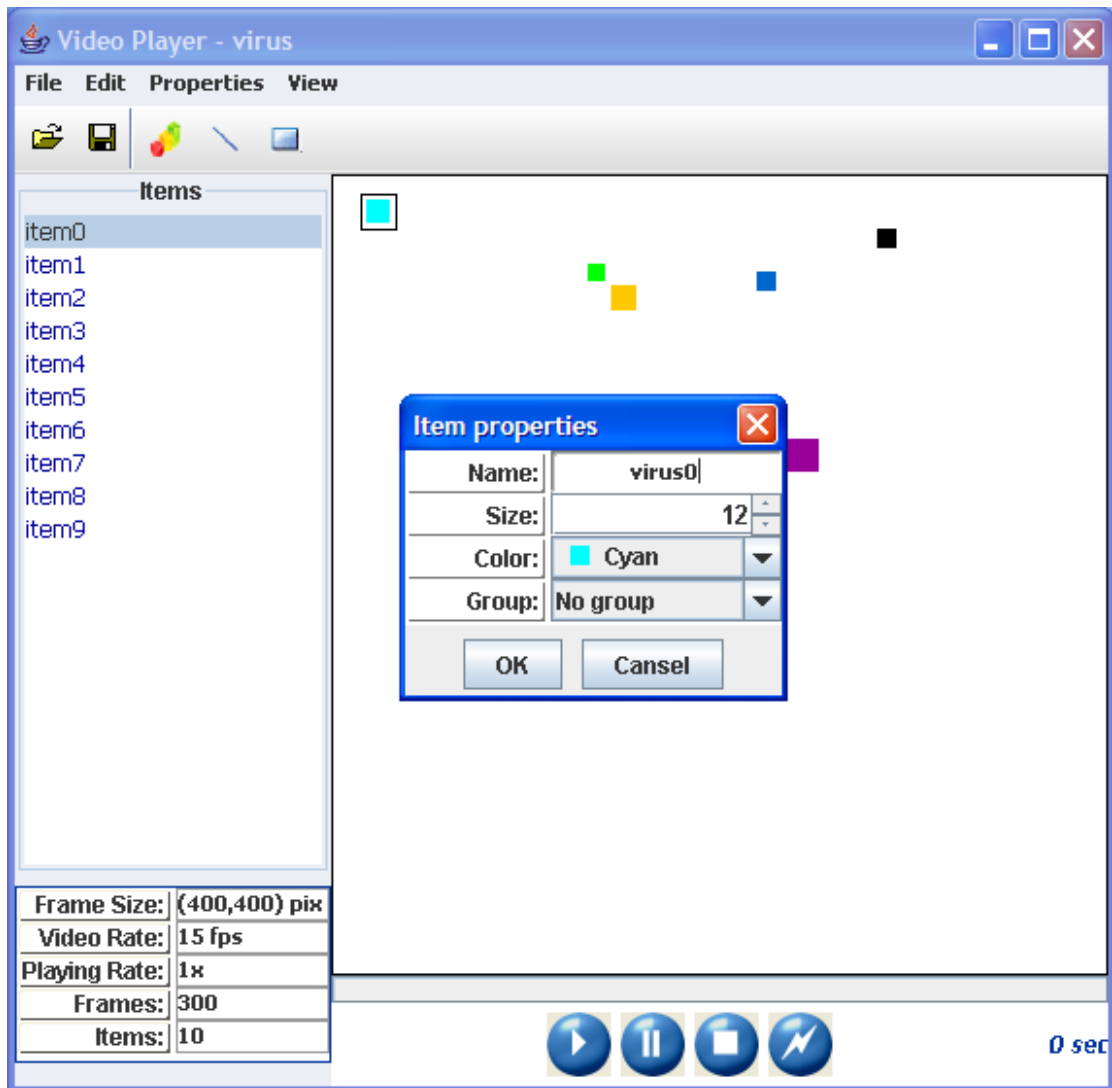 Video Player - virus
File Edit Properties View
Items
item0
item1
item2
item3
item4
item5
item6
item7
item8
item9
Item properties
Name: virus0
Size: 12
Color: Cyan
Group: No group
OK Cansel
Frame Size: (400,400) pix
Video Rate: 15 fps
Playing Rate: 1x
Frames: 300
Items: 10
0 sec